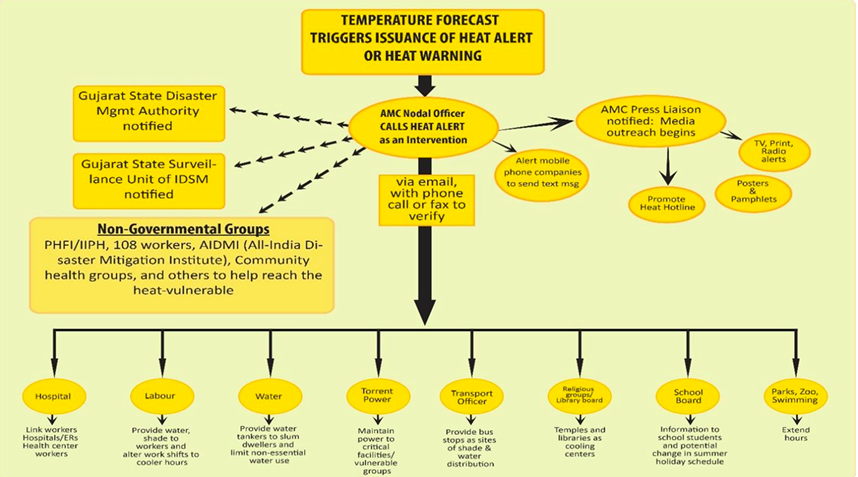 TEMPERATURE FORECAST
TRIGGERS ISSUANCE OF HEAT ALERT
OR HEAT WARNING
Gujarat State Disaster
Mgmt Authority
notified
AMC Nodal Officer
CALLS HEAT ALERT
as an Intervention
AMC Press Liaison
notified: Media
outreach begins
TV, Print,
Radio
alerts
Gujarat State Surveil-
lance Unit of IDSM
notified
Alert mobile
phone companies
to send text msg
Posters
& Pamphlets
Promote
Heat Hotline
via email,
with phone
call or fax to
verify
Non-Governmental Groups
PHFI/IIPH, 108 workers, AIDMI (All-India Di-
saster Mitigation Institute), Community
health groups, and others to help reach the
heat-vulnerable
Hospital
Link workers
Hospitals/ERs
Health center
workers
Labour
Provide water,
shade to
workers and
alter work shifts to
cooler hours
Water
Provide water
tankers to slum
dwellers and
limit non-essential
water use
Torrent
Power
Maintain
power to
critical
facilities/
vulnerable
groups
Transport
Officer
Provide bus
stops as sites
of shade &
water
distribution
Religious
groups/
Library board
Temples and
libraries as
cooling
centers
School
Board
Information to
school students
and potential
change in summer
holiday schedule
Parks, Zoo,
Swimming
Extend
hours